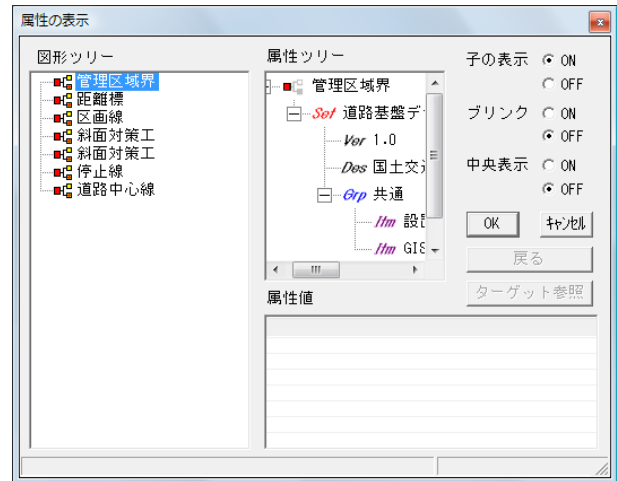 属性の表示
図形ツリー
管理区域界
距離標
区画線
斜面対策工
斜面対策工
停止線
道路中心線
属性ツリー
管理区域界
Set 道路基盤デ
Ver 1.0
Des 国土交
Grp 共通
Itm 設
Itm GIS
属性値
子の表示 ON
OFF
ブリンク ON
OFF
中央表示 ON
OFF
OK キャンセル
戻る
ターゲット参照